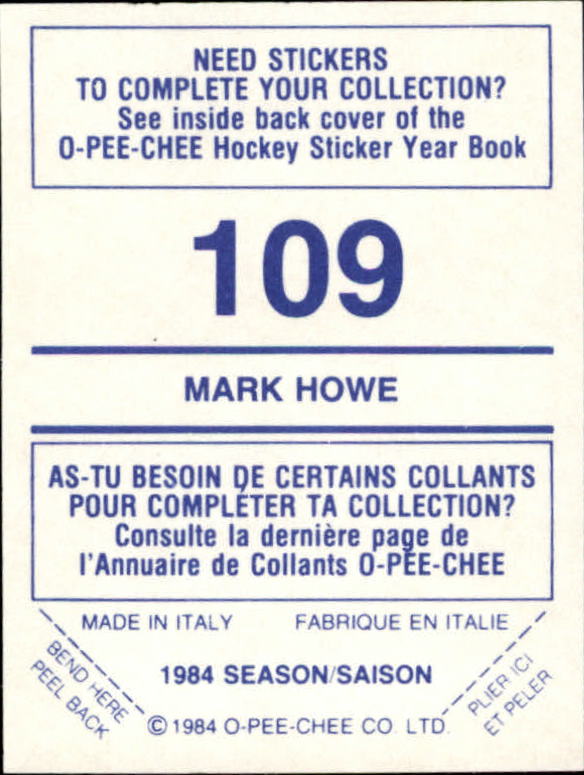 NEED STICKERS
TO COMPLETE YOUR COLLECTION?
See inside back cover of the
O-PEE-CHEE Hockey Sticker Year Book
109
MARK HOWE
AS-TU BESOIN DE CERTAINS COLLANTS
POUR COMPLÉTER TA COLLECTION?
Consulte la dernière page de
l'Annuaire de Collants O-PEE-CHEE
MADE IN ITALY FABRIQUE EN ITALIE
BEND HERE
PEEL BACK
1984 SEASON/SAISON
PLIER ICI
ET PELER
© 1984 O-PEE-CHEE CO. LTD.